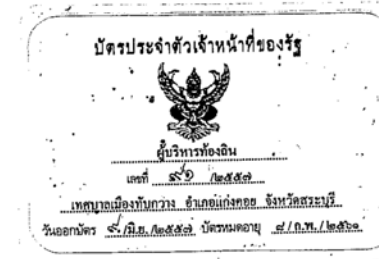 บัตรประจำตัวเจ้าหน้าที่ของรัฐ
ผู้บริหารท้องถิ่น
เลขที่ ๕๑ /๒๕๕๗
เทศบาลเมืองทับกวาง อำเภอแก่งคอย จังหวัดสระบุรี
วันออกบัตร ๙/มิ.ย./๒๕๕๗ บัตรหมดอายุ ๘/ก.พ./๒๕๖๑